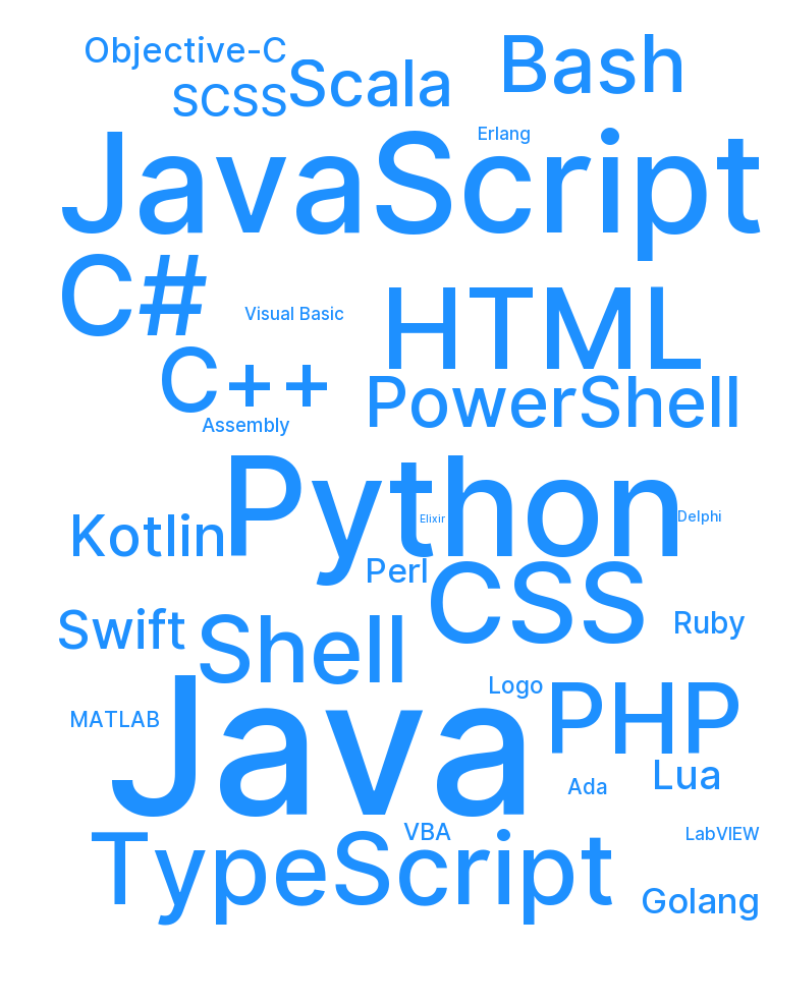 Objective-C
Bash
SCSS
Scala
Erlang
JavaScript
C#
Visual Basic
HTML
C++
PowerShell
Assembly
Python
Elixir
Delphi
Kotlin
Perl
CSS
Swift
Shell
Ruby
Logo
MATLAB
Java
PHP
Lua
Ada
VBA
LabVIEW
TypeScript
Golang